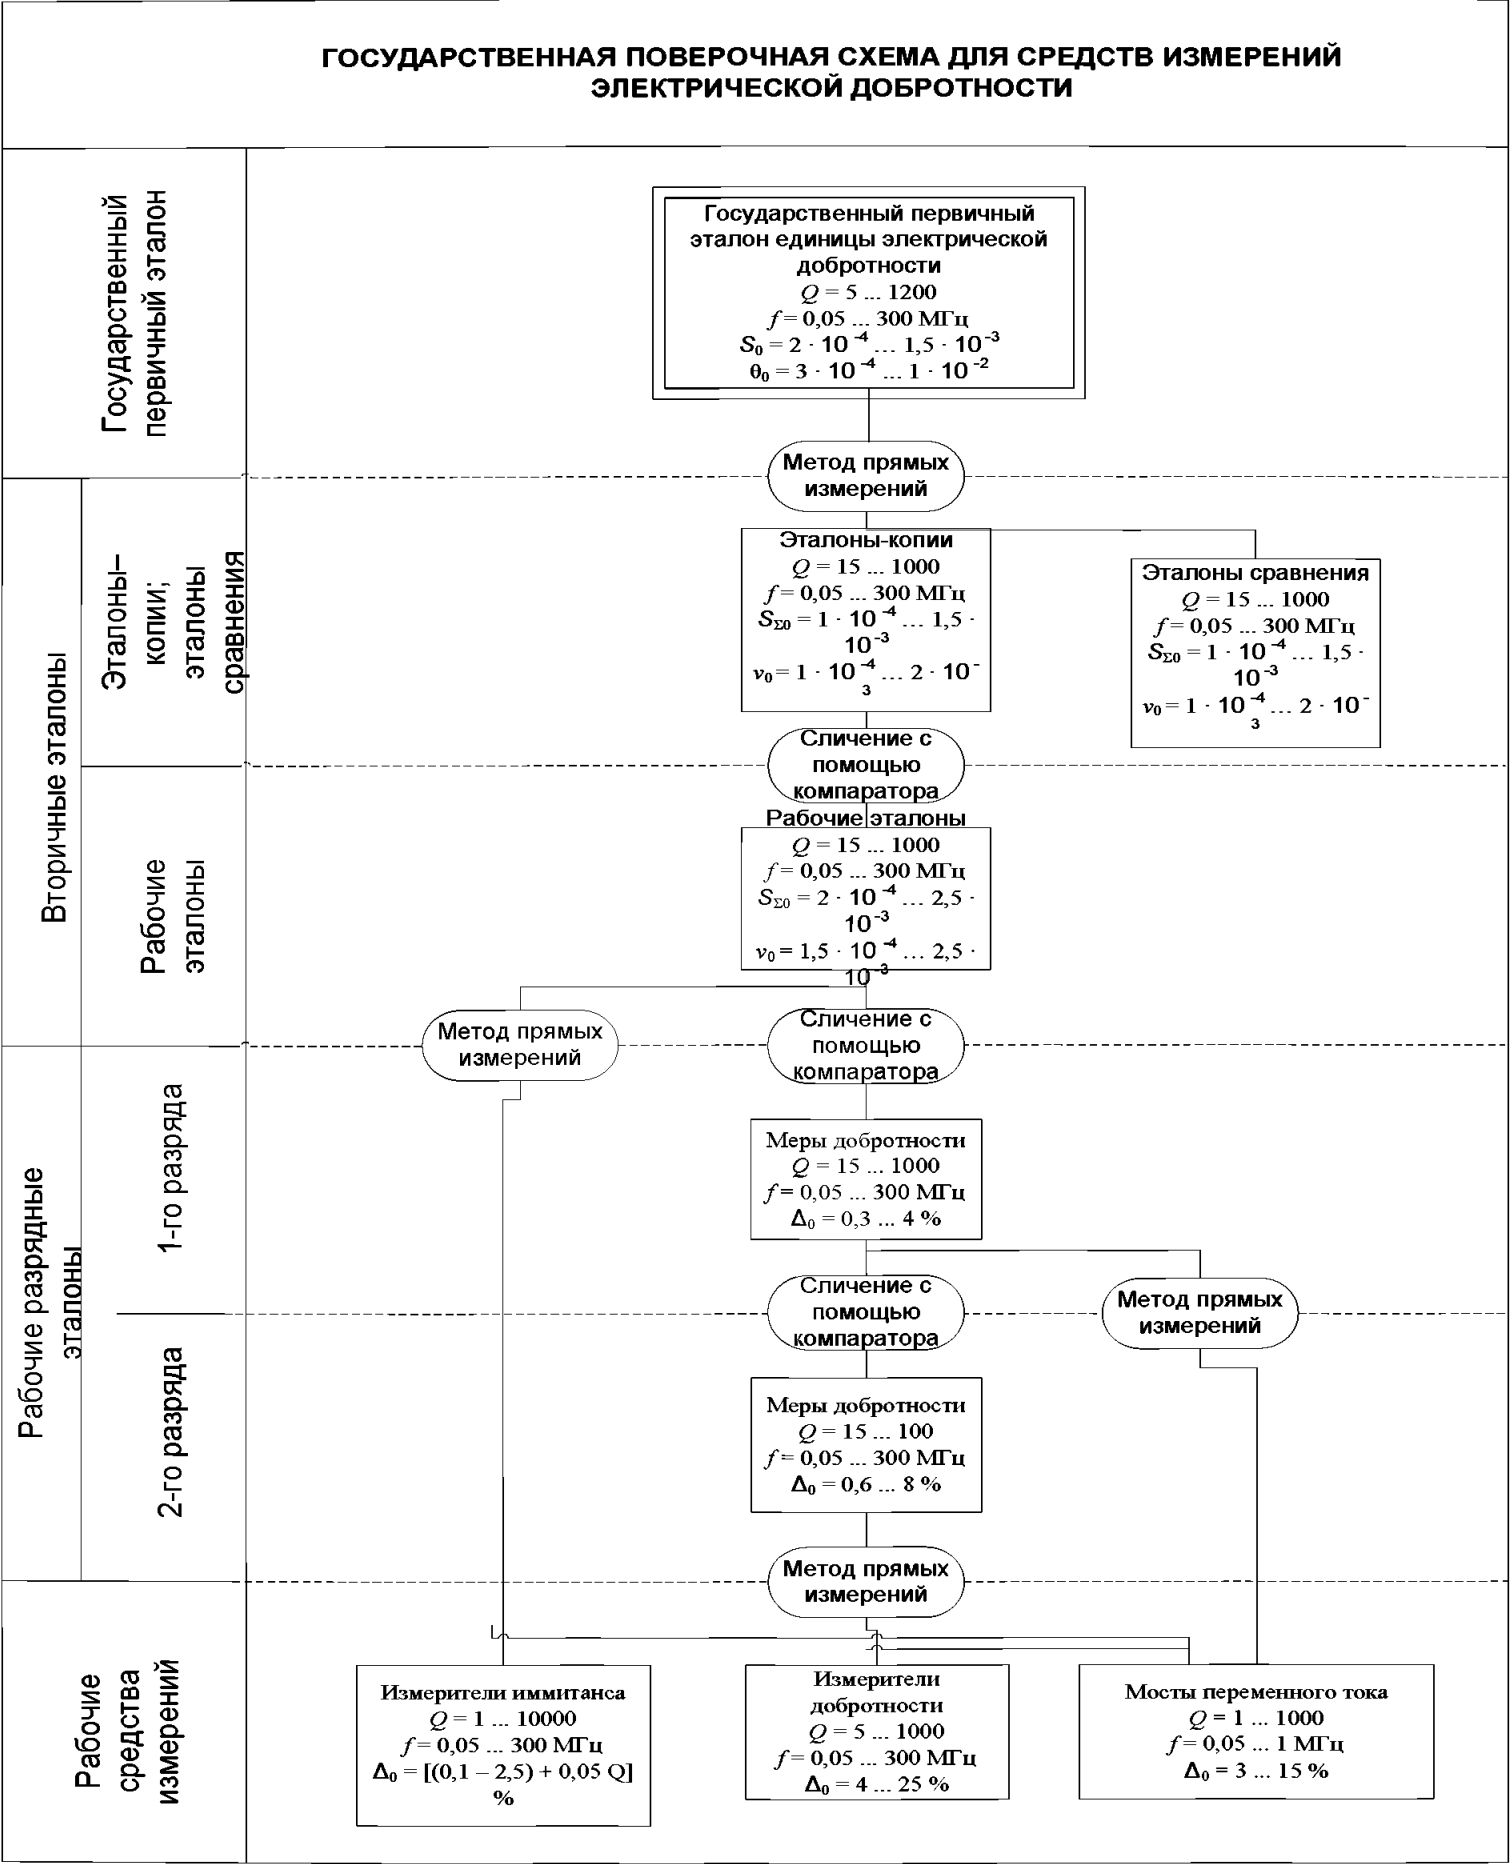 ГОСУДАРСТВЕННАЯ ПОВЕРОЧНАЯ СХЕМА ДЛЯ СРЕДСТВ ИЗМЕРЕНИЙ
ЭЛЕКТРИЧЕСКОЙ ДОБРОТНОСТИ
Государственный
первичный эталон
Государственный первичный
эталон единицы электрической
добротности
Q = 5 ... 1200
f = 0,05 ... 300 МГц
S₀ = 2 · 10⁻⁴ ... 1,5 · 10⁻³
θ₀ = 3 · 10⁻⁴ ... 1 · 10⁻²
Метод прямых
измерений
Вторичные эталоны
Эталоны–
копии;
эталоны
сравнения
Эталоны-копии
Q = 15 ... 1000
f = 0,05 ... 300 МГц
S_Σ0 = 1 · 10⁻⁴ ... 1,5 ·
10⁻³
ν₀ = 1 · 10⁻⁴ ... 2 · 10⁻
³
Эталоны сравнения
Q = 15 ... 1000
f = 0,05 ... 300 МГц
S_Σ0 = 1 · 10⁻⁴ ... 1,5 ·
10⁻³
ν₀ = 1 · 10⁻⁴ ... 2 · 10⁻
³
Сличение с
помощью
компаратора
Рабочие
эталоны
Рабочие эталоны
Q = 15 ... 1000
f = 0,05 ... 300 МГц
S_Σ0 = 2 · 10⁻⁴ ... 2,5 ·
10⁻³
ν₀ = 1,5 · 10⁻⁴ ... 2,5 ·
10⁻³
Метод прямых
измерений
Сличение с
помощью
компаратора
Рабочие разрядные
эталоны
1-го разряда
Меры добротности
Q = 15 ... 1000
f = 0,05 ... 300 МГц
Δ₀ = 0,3 ... 4 %
Сличение с
помощью
компаратора
Метод прямых
измерений
2-го разряда
Меры добротности
Q = 15 ... 100
f = 0,05 ... 300 МГц
Δ₀ = 0,6 ... 8 %
Метод прямых
измерений
Рабочие
средства
измерений
Измерители иммитанса
Q = 1 ... 10000
f = 0,05 ... 300 МГц
Δ₀ = [(0,1 – 2,5) + 0,05 Q]
%
Измерители
добротности
Q = 5 ... 1000
f = 0,05 ... 300 МГц
Δ₀ = 4 ... 25 %
Мосты переменного тока
Q = 1 ... 1000
f = 0,05 ... 1 МГц
Δ₀ = 3 ... 15 %